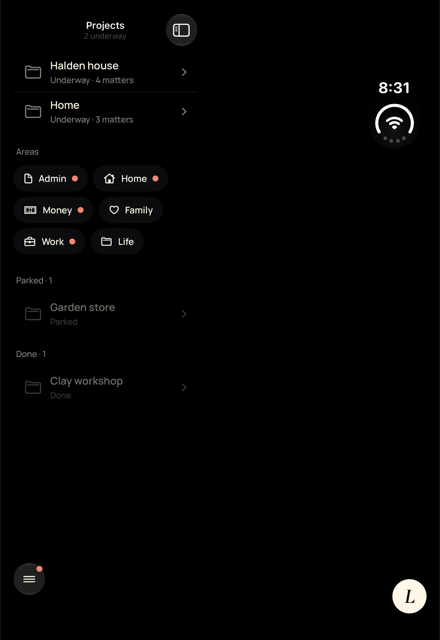 Projects
2 underway
8:31
Halden house
Underway · 4 matters
Home
Underway · 3 matters
Areas
Admin
Home
Money
Family
Work
Life
Parked · 1
Garden store
Parked
Done · 1
Clay workshop
Done
L